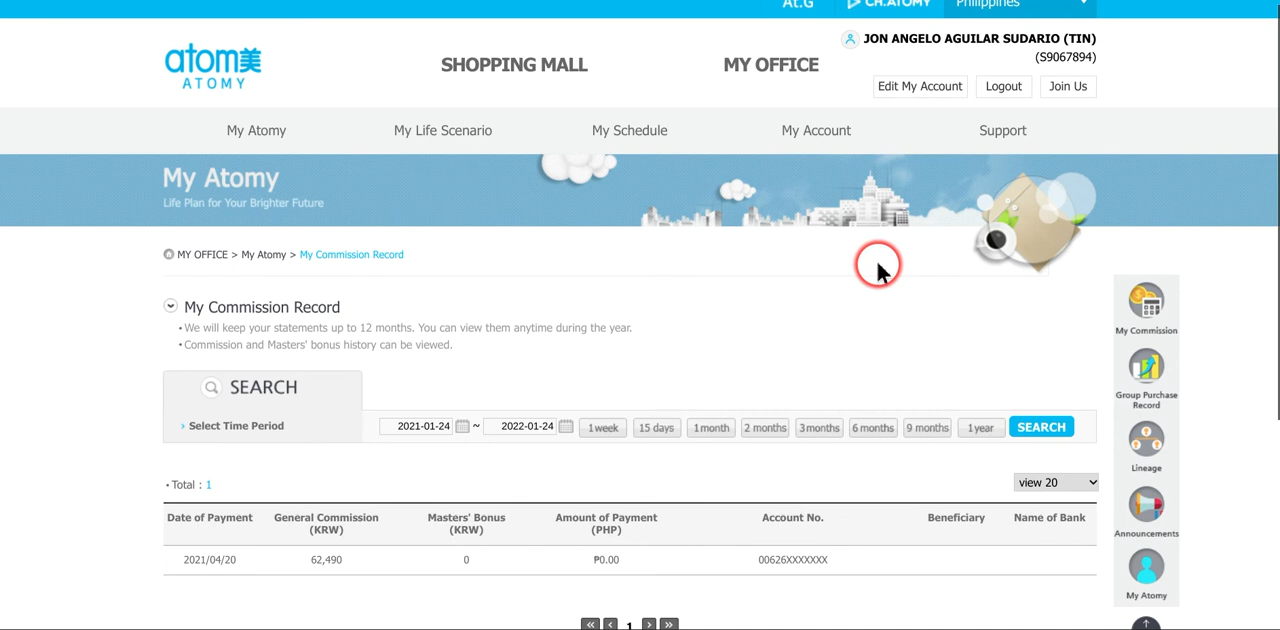 At.G
CH.ATOMY
Philippines
atom美
ATOMY
SHOPPING MALL
MY OFFICE
JON ANGELO AGUILAR SUDARIO (TIN)
(S9067894)
Edit My Account
Logout
Join Us
My Atomy
My Life Scenario
My Schedule
My Account
Support
My Atomy
Life Plan for Your Brighter Future
MY OFFICE > My Atomy > My Commission Record
My Commission Record
• We will keep your statements up to 12 months. You can view them anytime during the year.
• Commission and Masters' bonus history can be viewed.
SEARCH
› Select Time Period
2021-01-24 ~ 2022-01-24
1 week
15 days
1 month
2 months
3 months
6 months
9 months
1 year
SEARCH
• Total : 1
view 20
Date of Payment
General Commission
(KRW)
Masters' Bonus
(KRW)
Amount of Payment
(PHP)
Account No.
Beneficiary
Name of Bank
2021/04/20
62,490
0
₱0.00
00626XXXXXXX
« ‹ 1 › »
My Commission
Group Purchase
Record
Lineage
Announcements
My Atomy